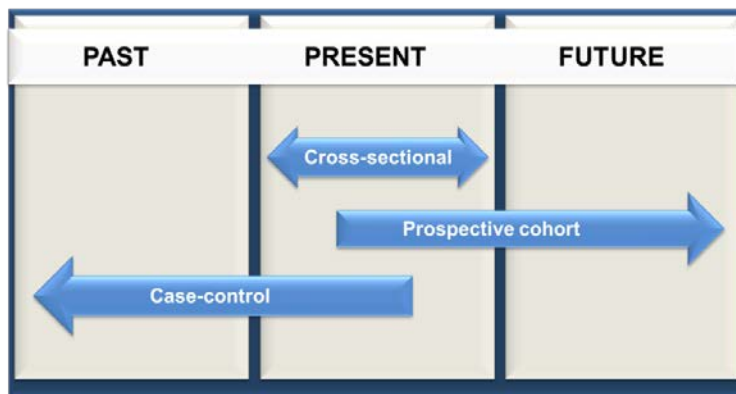 PAST PRESENT FUTURE
Cross-sectional
Prospective cohort
Case-control